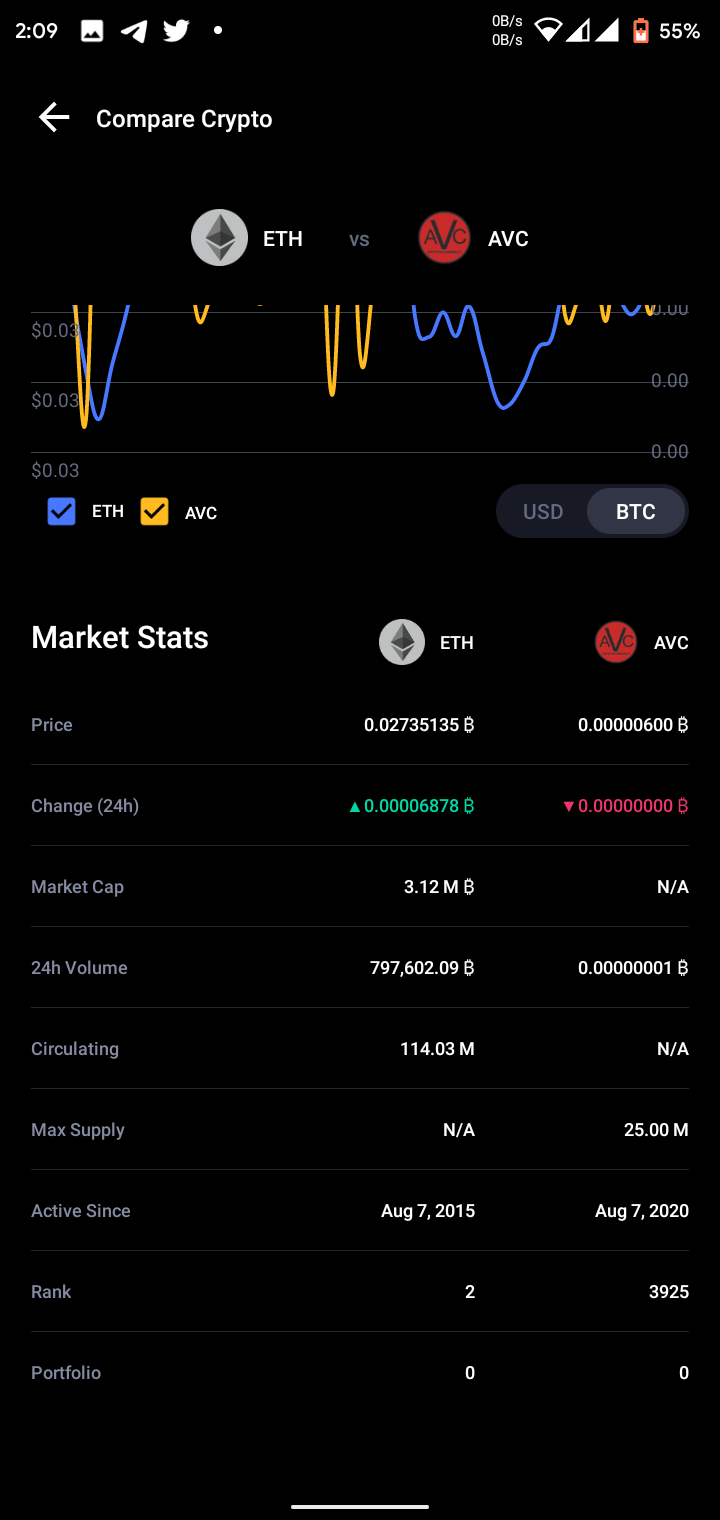 2:09
0B/s
0B/s
55%
Compare Crypto
ETH vs AVC
AVC
0.00
$0.03
0.00
$0.03
0.00
$0.03
ETH AVC USD BTC
Market Stats ETH AVC AVC
Price 0.02735135 ₿ 0.00000600 ₿
Change (24h) ▲0.00006878 ₿ ▼0.00000000 ₿
Market Cap 3.12 M ₿ N/A
24h Volume 797,602.09 ₿ 0.00000001 ₿
Circulating 114.03 M N/A
Max Supply N/A 25.00 M
Active Since Aug 7, 2015 Aug 7, 2020
Rank 2 3925
Portfolio 0 0